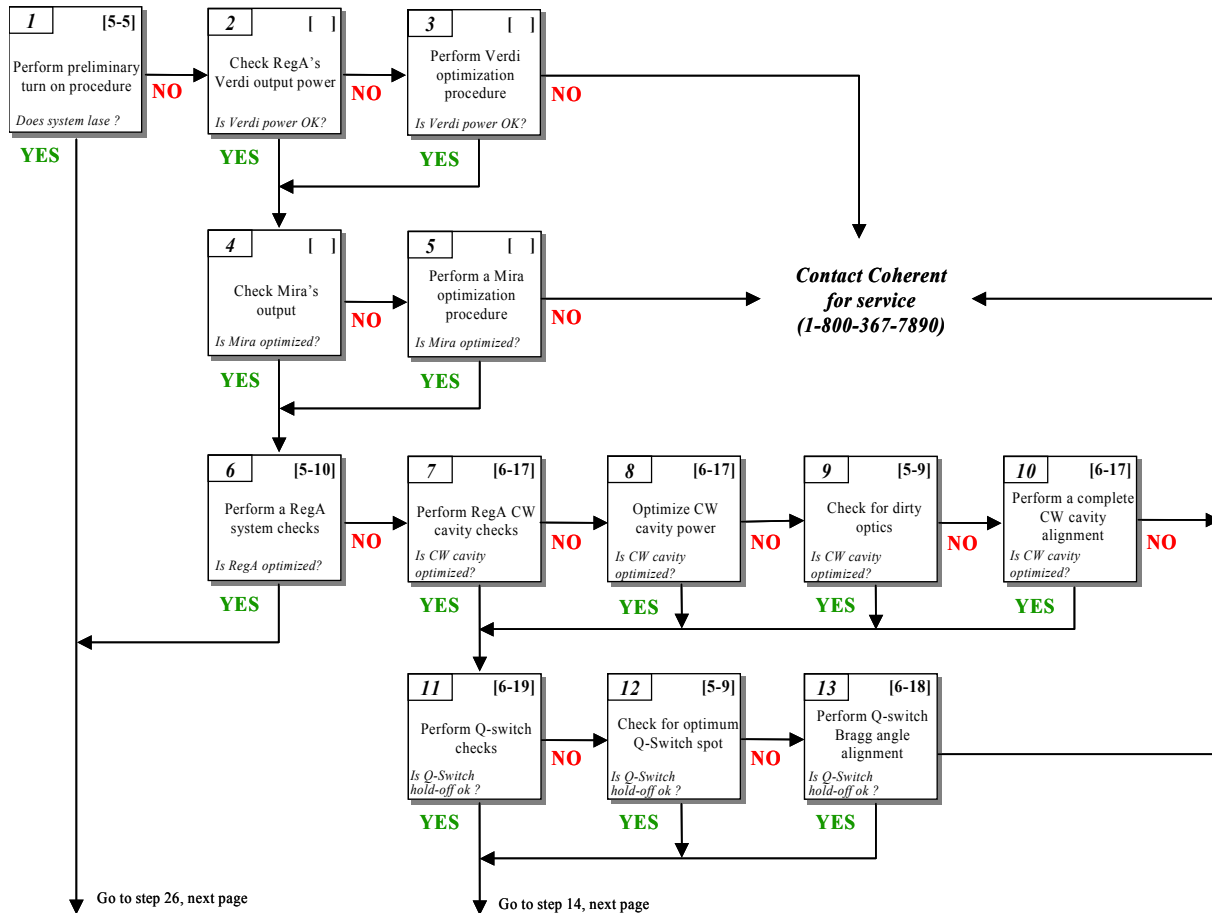 1 [5-5]
Perform preliminary
turn on procedure
Does system lase ?
NO
YES
2 [ ]
Check RegA's
Verdi output power
Is Verdi power OK?
NO
YES
3 [ ]
Perform Verdi
optimization
procedure
Is Verdi power OK?
NO
YES
4 [ ]
Check Mira's
output
Is Mira optimized?
NO
YES
5 [ ]
Perform a Mira
optimization
procedure
Is Mira optimized?
NO
YES
Contact Coherent
for service
(1-800-367-7890)
6 [5-10]
Perform a RegA
system checks
Is RegA optimized?
NO
YES
7 [6-17]
Perform RegA CW
cavity checks
Is CW cavity
optimized?
NO
YES
8 [6-17]
Optimize CW
cavity power
Is CW cavity
optimized?
NO
YES
9 [5-9]
Check for dirty
optics
Is CW cavity
optimized?
NO
YES
10 [6-17]
Perform a complete
CW cavity
alignment
Is CW cavity
optimized?
NO
YES
11 [6-19]
Perform Q-switch
checks
Is Q-Switch
hold-off ok ?
NO
YES
12 [5-9]
Check for optimum
Q-Switch spot
Is Q-Switch
hold-off ok ?
NO
YES
13 [6-18]
Perform Q-switch
Bragg angle
alignment
Is Q-Switch
hold-off ok ?
YES
Go to step 26, next page
Go to step 14, next page